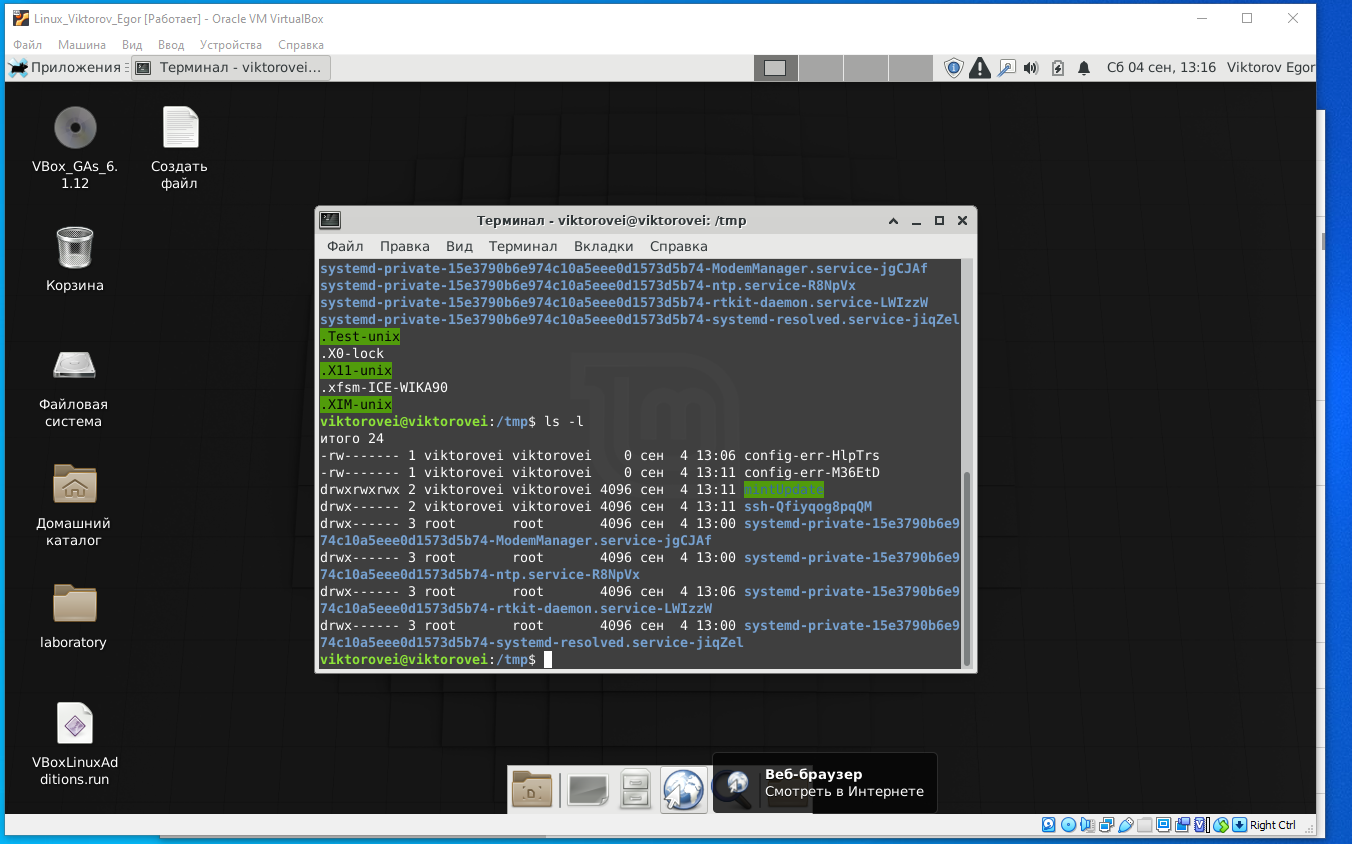 Linux_Viktorov_Egor [Работает] - Oracle VM VirtualBox
Файл Машина Вид Ввод Устройства Справка
Приложения Терминал - viktorovei... Сб 04 сен, 13:16 Viktorov Egor
VBox_GAs_6.
1.12
Создать
файл
Корзина
Файловая
система
Домашний
каталог
laboratory
VBoxLinuxAd
ditions.run
Терминал - viktorovei@viktorovei: /tmp
Файл Правка Вид Терминал Вкладки Справка
systemd-private-15e3790b6e974c10a5eee0d1573d5b74-ModemManager.service-jgCJAf
systemd-private-15e3790b6e974c10a5eee0d1573d5b74-ntp.service-R8NpVx
systemd-private-15e3790b6e974c10a5eee0d1573d5b74-rtkit-daemon.service-LWIzzW
systemd-private-15e3790b6e974c10a5eee0d1573d5b74-systemd-resolved.service-jiqZel
.Test-unix
.X0-lock
.X11-unix
.xfsm-ICE-WIKA90
.XIM-unix
viktorovei@viktorovei:/tmp$ ls -l
итого 24
-rw------- 1 viktorovei viktorovei    0 сен  4 13:06 config-err-HlpTrs
-rw------- 1 viktorovei viktorovei    0 сен  4 13:11 config-err-M36EtD
drwxrwxrwx 2 viktorovei viktorovei 4096 сен  4 13:11 mintUpdate
drwx------ 2 viktorovei viktorovei 4096 сен  4 13:11 ssh-Qfiyqog8pqQM
drwx------ 3 root       root       4096 сен  4 13:00 systemd-private-15e3790b6e9
74c10a5eee0d1573d5b74-ModemManager.service-jgCJAf
drwx------ 3 root       root       4096 сен  4 13:00 systemd-private-15e3790b6e9
74c10a5eee0d1573d5b74-ntp.service-R8NpVx
drwx------ 3 root       root       4096 сен  4 13:06 systemd-private-15e3790b6e9
74c10a5eee0d1573d5b74-rtkit-daemon.service-LWIzzW
drwx------ 3 root       root       4096 сен  4 13:00 systemd-private-15e3790b6e9
74c10a5eee0d1573d5b74-systemd-resolved.service-jiqZel
viktorovei@viktorovei:/tmp$
Веб-браузер
Смотреть в Интернете
Right Ctrl